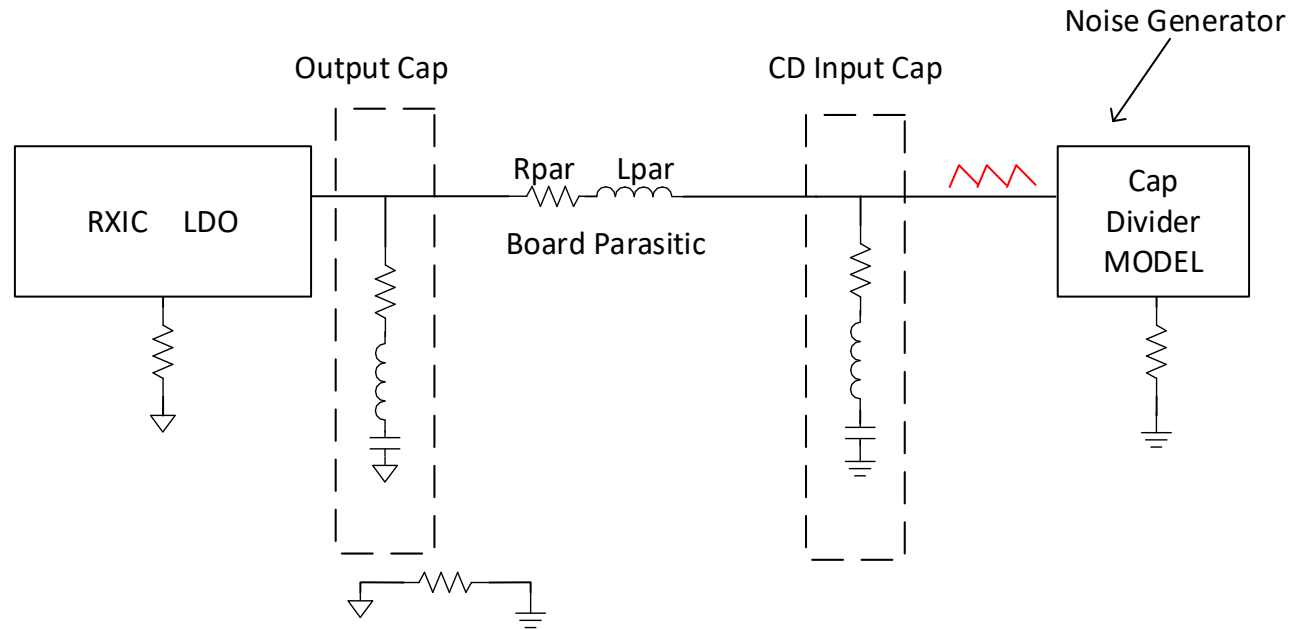 Noise Generator
Output Cap
CD Input Cap
Rpar Lpar
RXIC LDO
Board Parasitic
Cap
Divider
MODEL